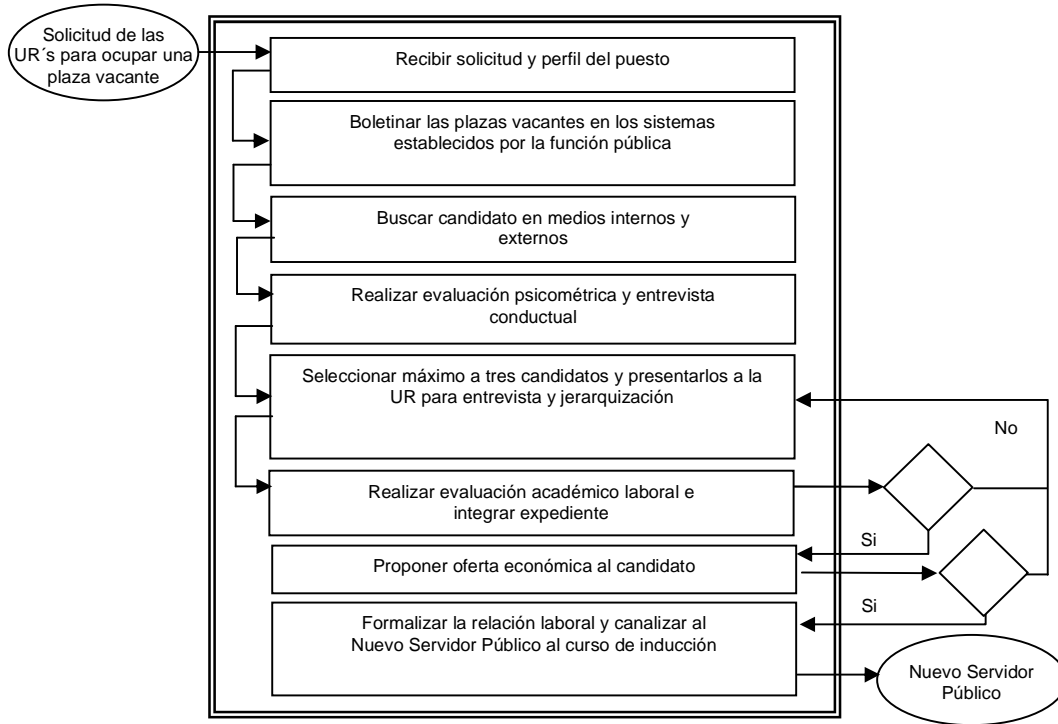 Solicitud de las
UR´s para ocupar una
plaza vacante
Recibir solicitud y perfil del puesto
Boletinar las plazas vacantes en los sistemas
establecidos por la función pública
Buscar candidato en medios internos y
externos
Realizar evaluación psicométrica y entrevista
conductual
Seleccionar máximo a tres candidatos y presentarlos a la
UR para entrevista y jerarquización
No
Realizar evaluación académico laboral e
integrar expediente
Si
Proponer oferta económica al candidato
Si
Formalizar la relación laboral y canalizar al
Nuevo Servidor Público al curso de inducción
Nuevo Servidor
Público